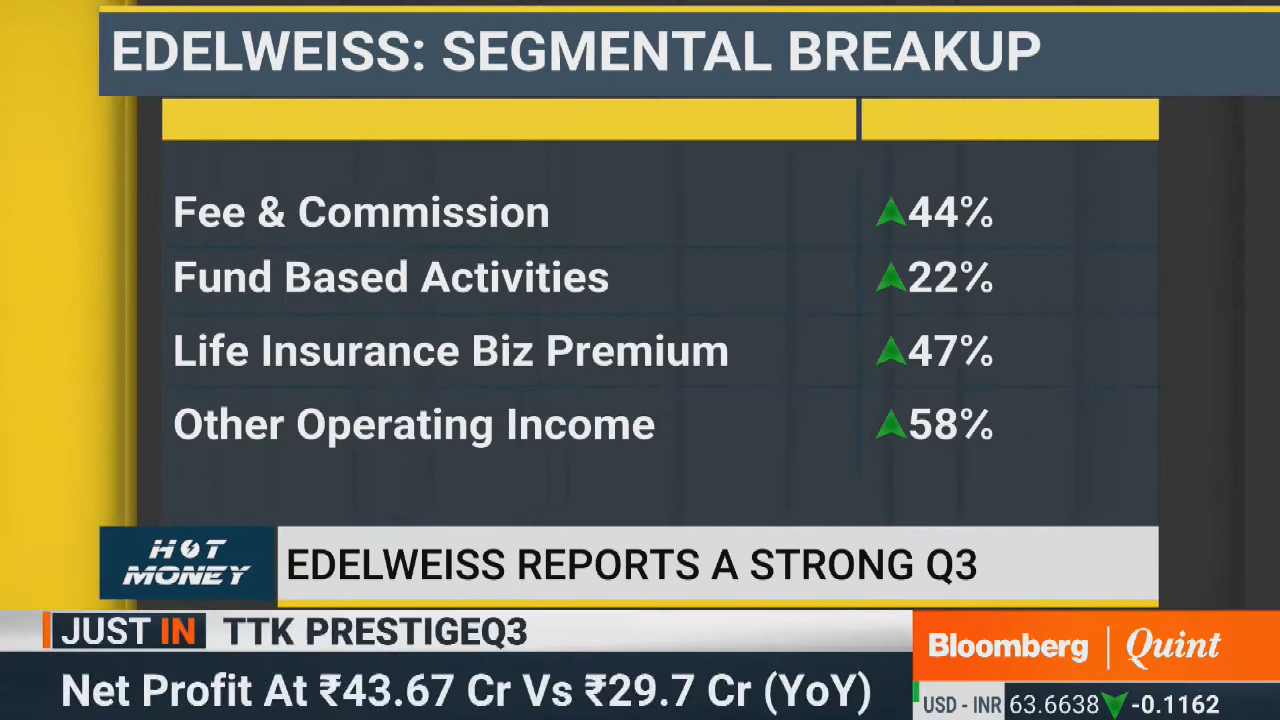 EDELWEISS: SEGMENTAL BREAKUP
Fee & Commission 44%
Fund Based Activities 22%
Life Insurance Biz Premium 47%
Other Operating Income 58%
HOT
MONEY
EDELWEISS REPORTS A STRONG Q3
JUST IN TTK PRESTIGEQ3
Net Profit At ₹43.67 Cr Vs ₹29.7 Cr (YoY)
Bloomberg | Quint
USD - INR 63.6638 -0.1162